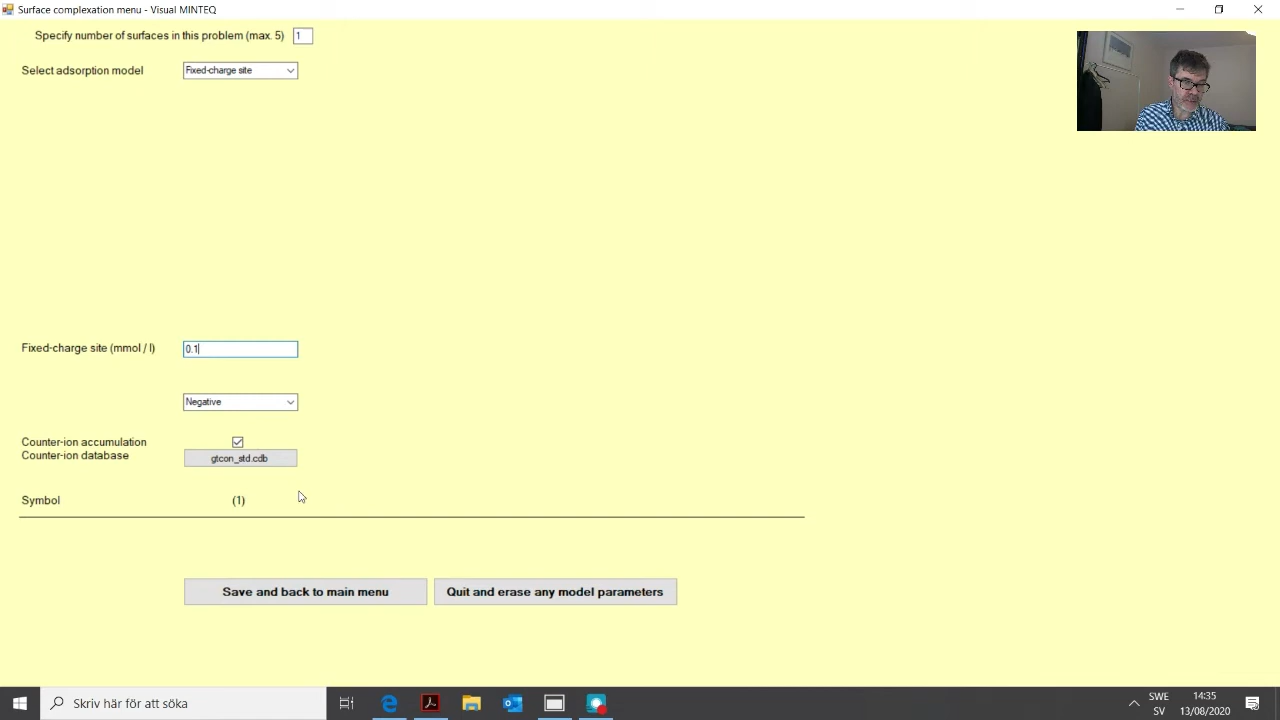 Surface complexation menu - Visual MINTEQ
Specify number of surfaces in this problem (max. 5) 1
Select adsorption model Fixed-charge site
Fixed-charge site (mmol / l) 0.1
Negative
Counter-ion accumulation
Counter-ion database gtcon_std.cdb
Symbol (1)
Save and back to main menu Quit and erase any model parameters
Skriv här för att söka
SWE 14:35
SV 13/08/2020